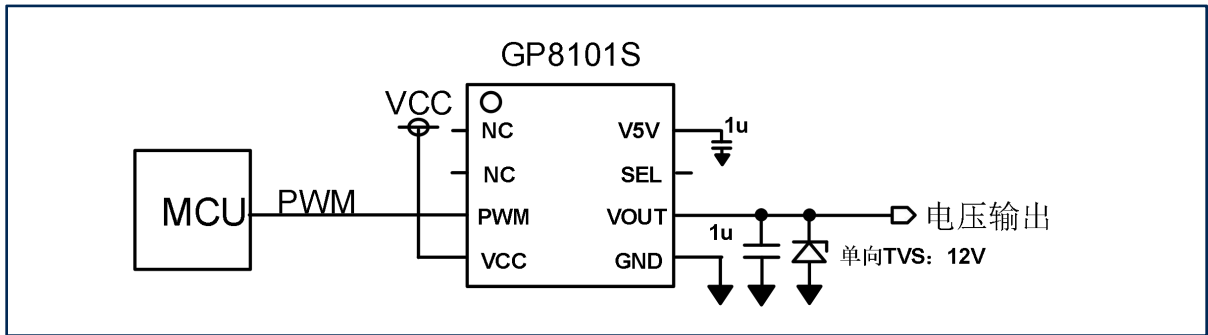 GP8101S
VCC
NC
V5V
1u
NC
SEL
MCU
PWM
PWM
VOUT
电压输出
VCC
GND
1u
单向TVS：12V